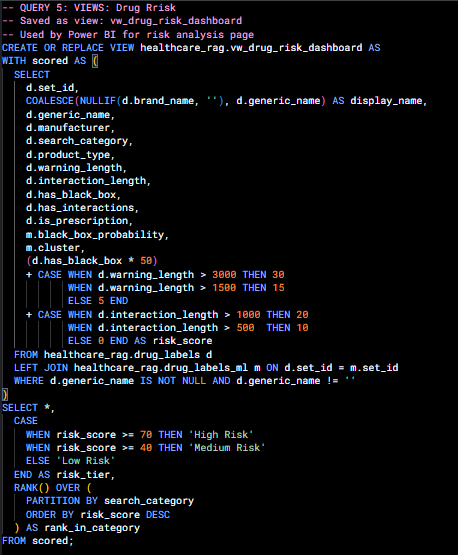 -- QUERY 5: VIEWS: Drug Rrisk
-- Saved as view: vw_drug_risk_dashboard
-- Used by Power BI for risk analysis page
CREATE OR REPLACE VIEW healthcare_rag.vw_drug_risk_dashboard AS
WITH scored AS (
  SELECT
    d.set_id,
    COALESCE(NULLIF(d.brand_name, ''), d.generic_name) AS display_name,
    d.generic_name,
    d.manufacturer,
    d.search_category,
    d.product_type,
    d.warning_length,
    d.interaction_length,
    d.has_black_box,
    d.has_interactions,
    d.is_prescription,
    m.black_box_probability,
    m.cluster,
    (d.has_black_box * 50)
    + CASE WHEN d.warning_length > 3000 THEN 30
           WHEN d.warning_length > 1500 THEN 15
           ELSE 5 END
    + CASE WHEN d.interaction_length > 1000 THEN 20
           WHEN d.interaction_length > 500  THEN 10
           ELSE 0 END AS risk_score
  FROM healthcare_rag.drug_labels d
  LEFT JOIN healthcare_rag.drug_labels_ml m ON d.set_id = m.set_id
  WHERE d.generic_name IS NOT NULL AND d.generic_name != ''
)
SELECT *,
  CASE
    WHEN risk_score >= 70 THEN 'High Risk'
    WHEN risk_score >= 40 THEN 'Medium Risk'
    ELSE 'Low Risk'
  END AS risk_tier,
  RANK() OVER (
    PARTITION BY search_category
    ORDER BY risk_score DESC
  ) AS rank_in_category
FROM scored;